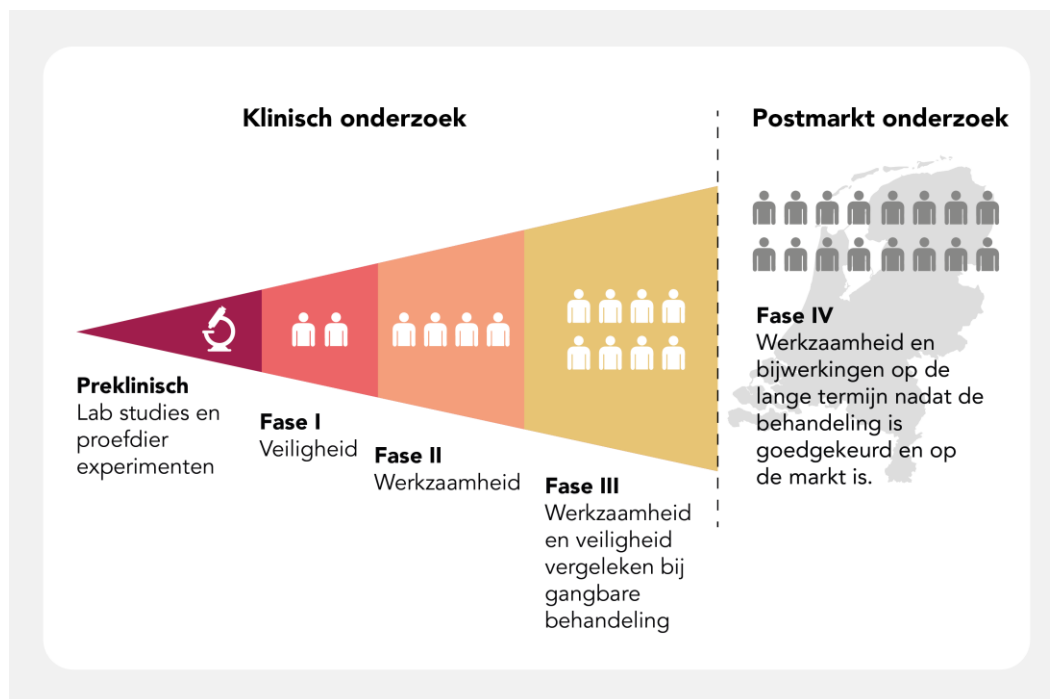 Klinisch onderzoek
Postmarkt onderzoek
Preklinisch
Lab studies en
proefdier
experimenten
Fase I
Veiligheid
Fase II
Werkzaamheid
Fase III
Werkzaamheid
en veiligheid
vergeleken bij
gangbare
behandeling
Fase IV
Werkzaamheid en
bijwerkingen op de
lange termijn nadat de
behandeling is
goedgekeurd en op
de markt is.